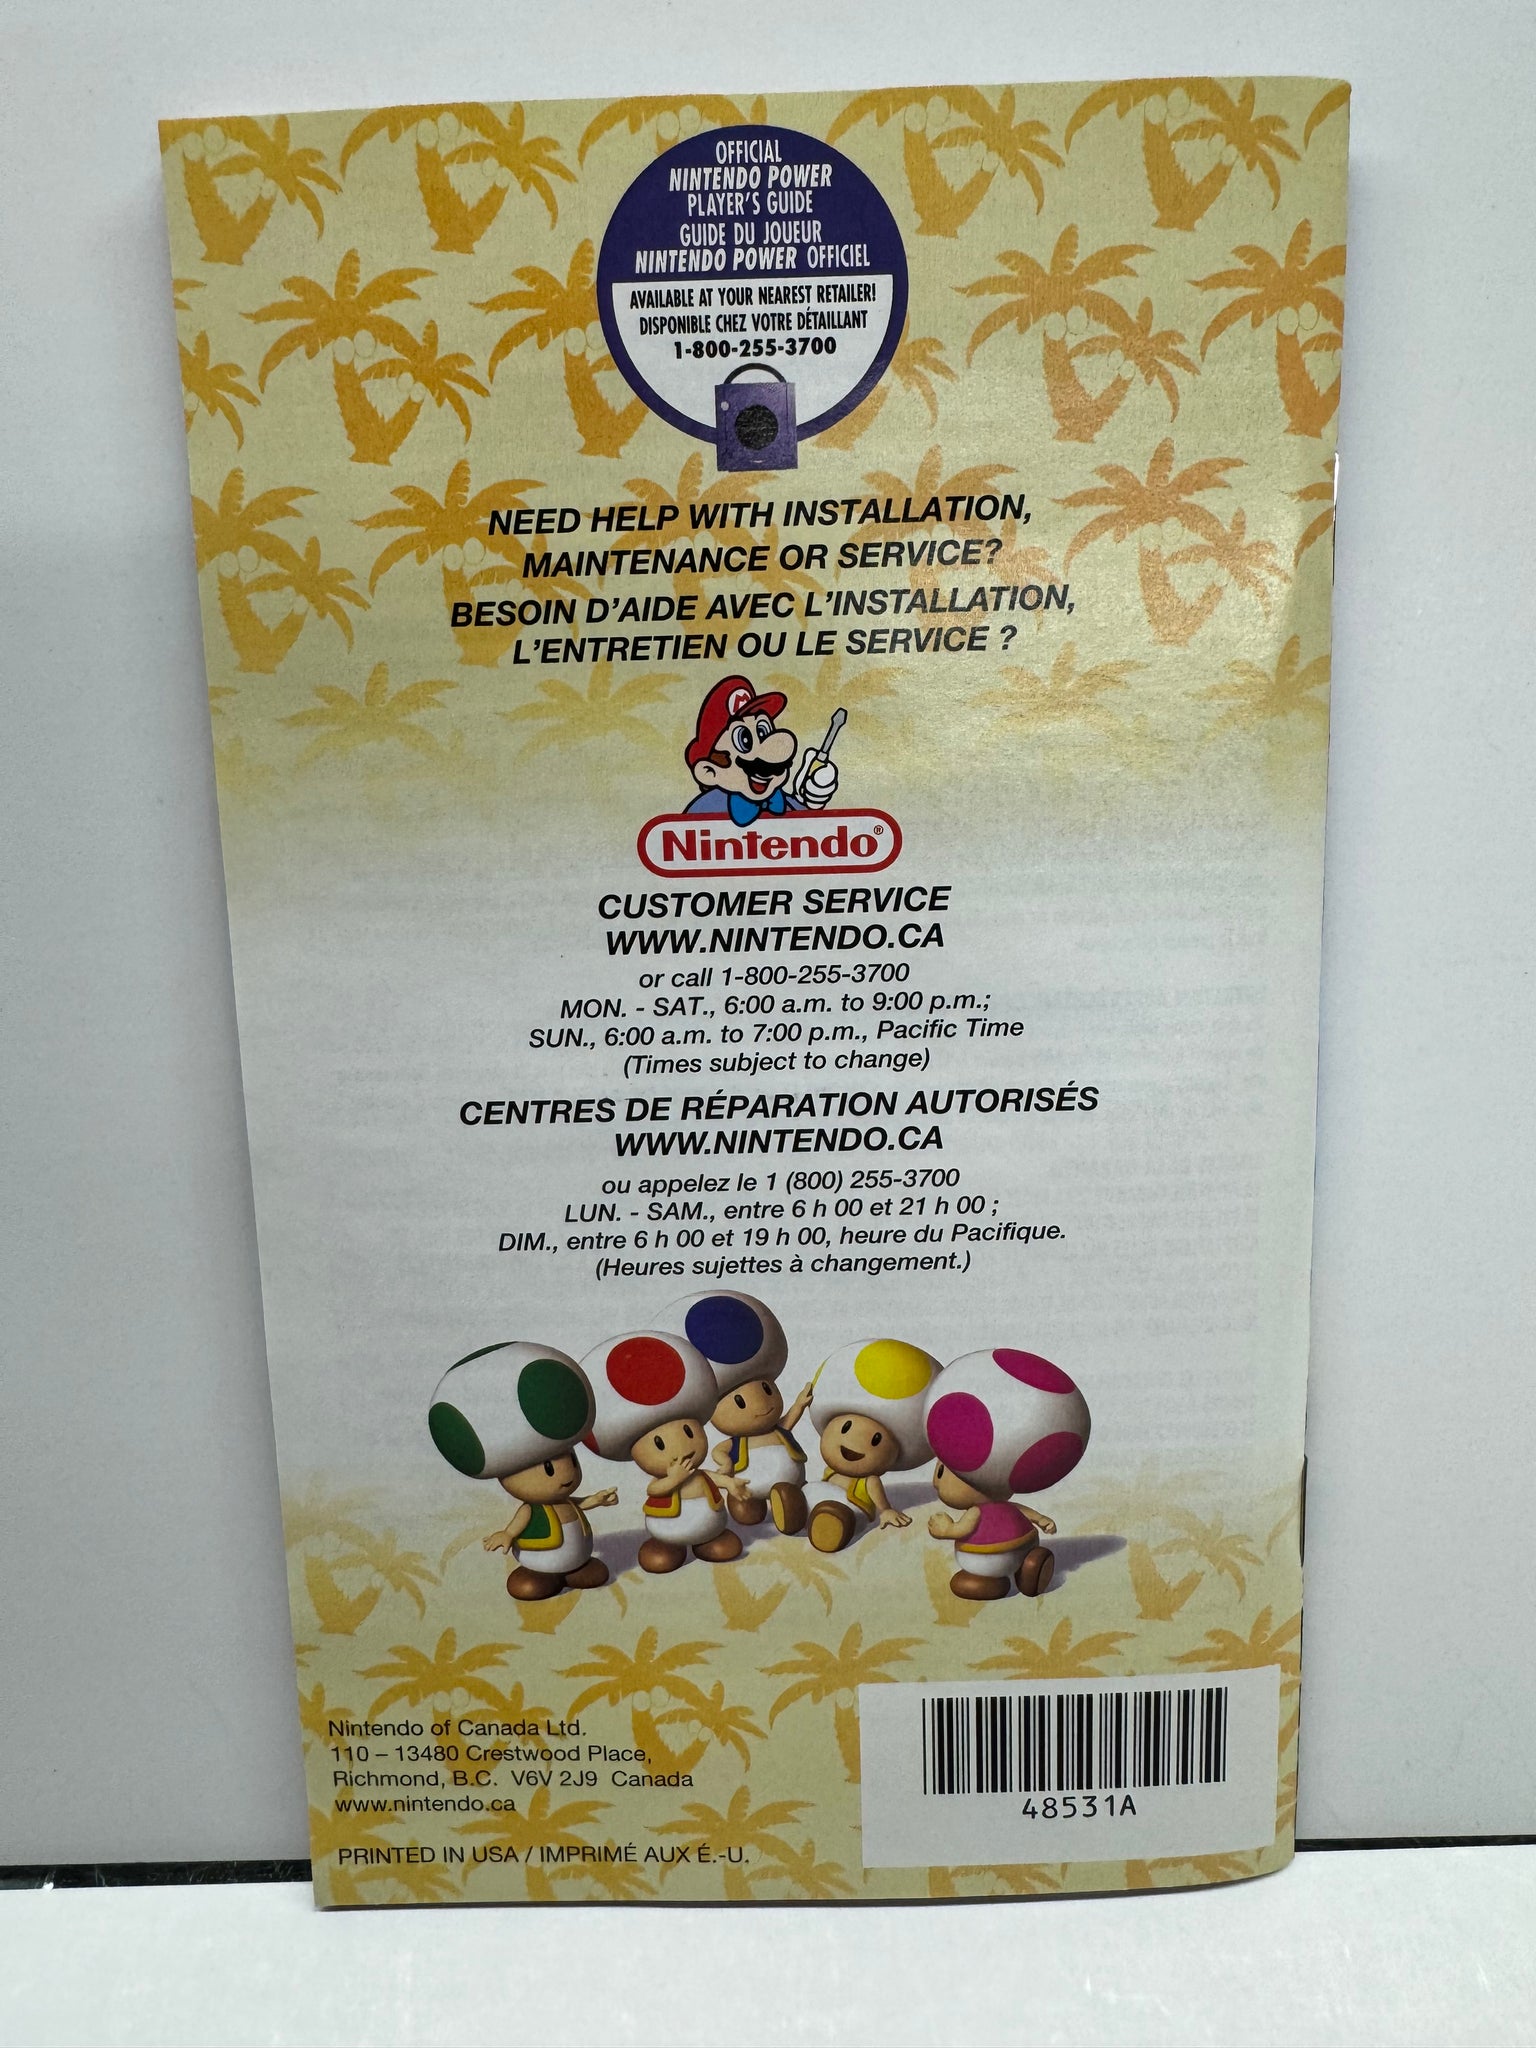 OFFICIAL
NINTENDO POWER
PLAYER'S GUIDE
GUIDE DU JOUEUR
NINTENDO POWER OFFICIEL
AVAILABLE AT YOUR NEAREST RETAILER!
DISPONIBLE CHEZ VOTRE DÉTAILLANT
1-800-255-3700
NEED HELP WITH INSTALLATION,
MAINTENANCE OR SERVICE?
BESOIN D'AIDE AVEC L'INSTALLATION,
L'ENTRETIEN OU LE SERVICE ?
M
Nintendo®
CUSTOMER SERVICE
WWW.NINTENDO.CA
or call 1-800-255-3700
MON. - SAT., 6:00 a.m. to 9:00 p.m.;
SUN., 6:00 a.m. to 7:00 p.m., Pacific Time
(Times subject to change)
CENTRES DE RÉPARATION AUTORISÉS
WWW.NINTENDO.CA
ou appelez le 1 (800) 255-3700
LUN. - SAM., entre 6 h 00 et 21 h 00 ;
DIM., entre 6 h 00 et 19 h 00, heure du Pacifique.
(Heures sujettes à changement.)
Nintendo of Canada Ltd.
110 – 13480 Crestwood Place,
Richmond, B.C. V6V 2J9 Canada
www.nintendo.ca
PRINTED IN USA / IMPRIMÉ AUX É.-U.
48531A